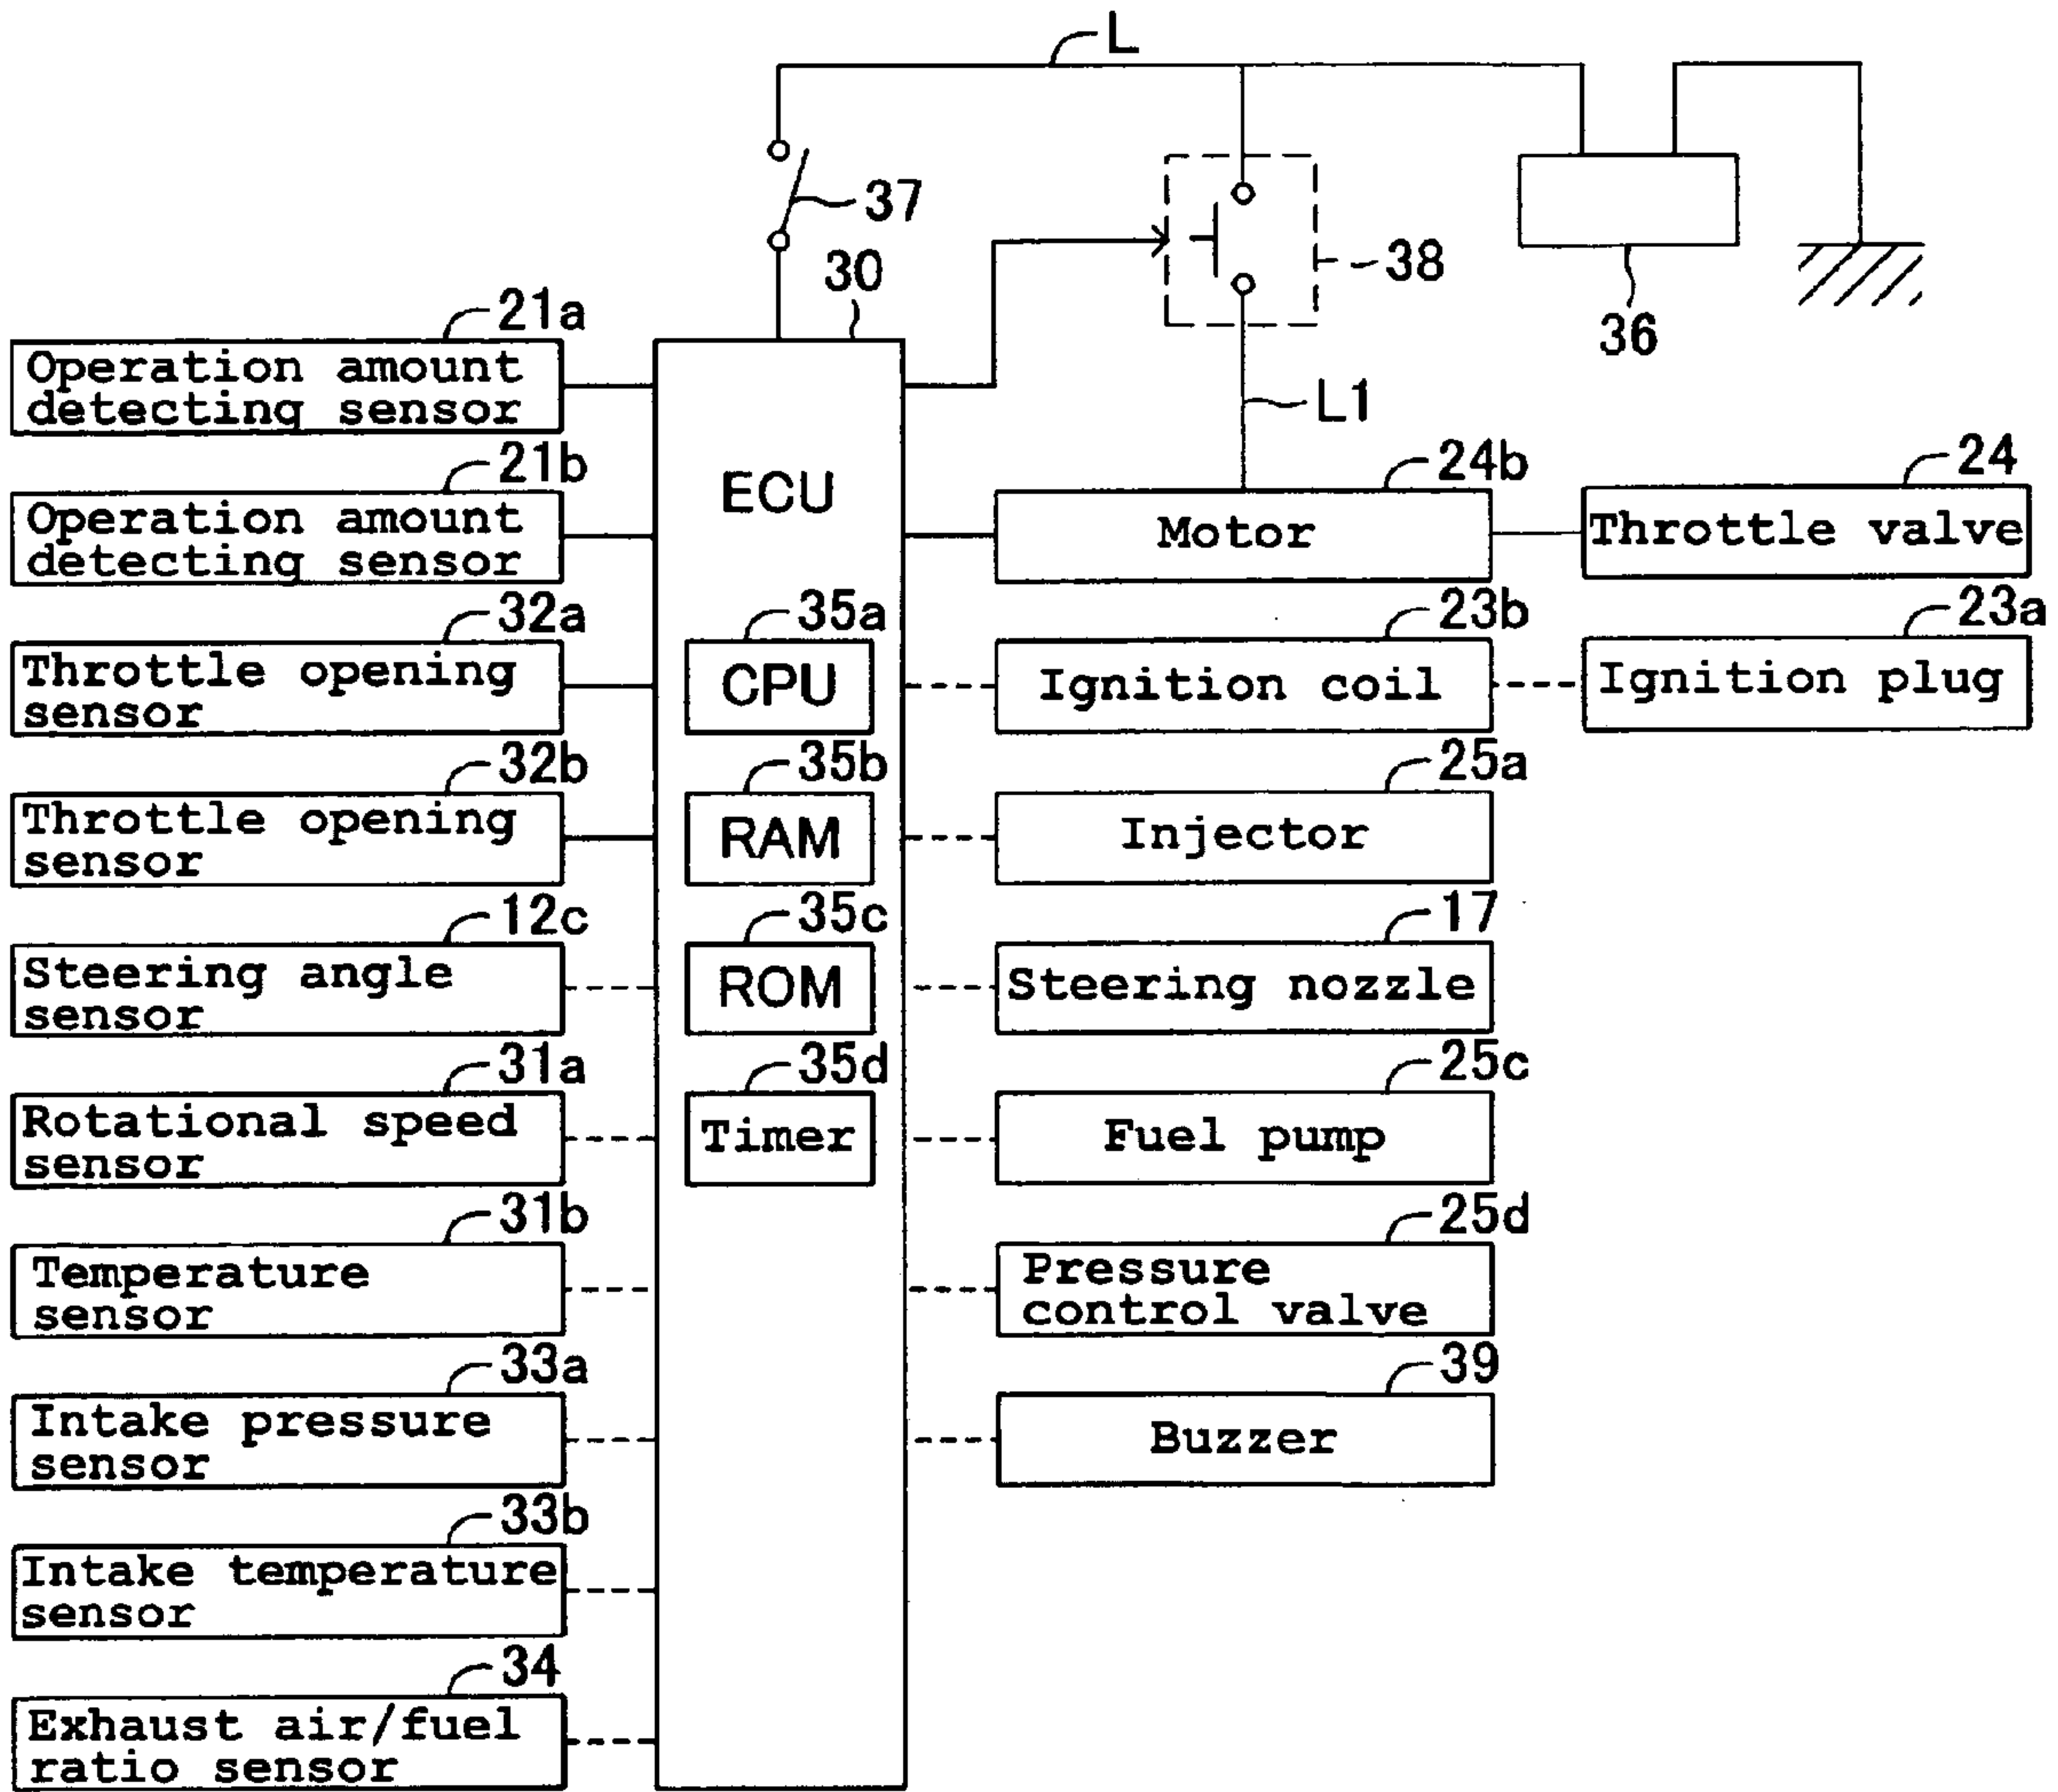 L
37
38
36
30
L1
21a
Operation amount
detecting sensor
21b
Operation amount
detecting sensor
32a
Throttle opening
sensor
32b
Throttle opening
sensor
12c
Steering angle
sensor
31a
Rotational speed
sensor
31b
Temperature
sensor
33a
Intake pressure
sensor
33b
Intake temperature
sensor
34
Exhaust air/fuel
ratio sensor
ECU
35a
CPU
35b
RAM
35c
ROM
35d
Timer
24b
Motor
24
Throttle valve
23b
Ignition coil
23a
Ignition plug
25a
Injector
17
Steering nozzle
25c
Fuel pump
25d
Pressure
control valve
39
Buzzer